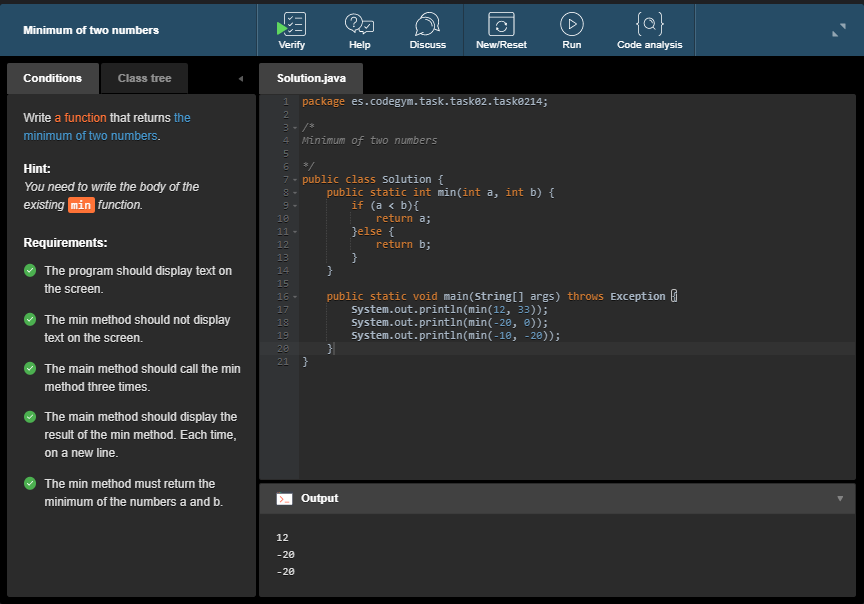 Minimum of two numbers
Verify
Help
Discuss
New/Reset
Run
Code analysis
Conditions
Class tree
Write a function that returns the
minimum of two numbers.
Hint:
You need to write the body of the
existing min function.
Requirements:
The program should display text on
the screen.
The min method should not display
text on the screen.
The main method should call the min
method three times.
The main method should display the
result of the min method. Each time,
on a new line.
The min method must return the
minimum of the numbers a and b.
Solution.java
1 package es.codegym.task.task02.task0214;
2
3 /*
4 Minimum of two numbers
5
6 */
7 public class Solution {
8     public static int min(int a, int b) {
9         if (a < b){
10             return a;
11         }else {
12             return b;
13         }
14     }
15
16     public static void main(String[] args) throws Exception {
17         System.out.println(min(12, 33));
18         System.out.println(min(-20, 0));
19         System.out.println(min(-10, -20));
20     }
21 }
Output
12
-20
-20